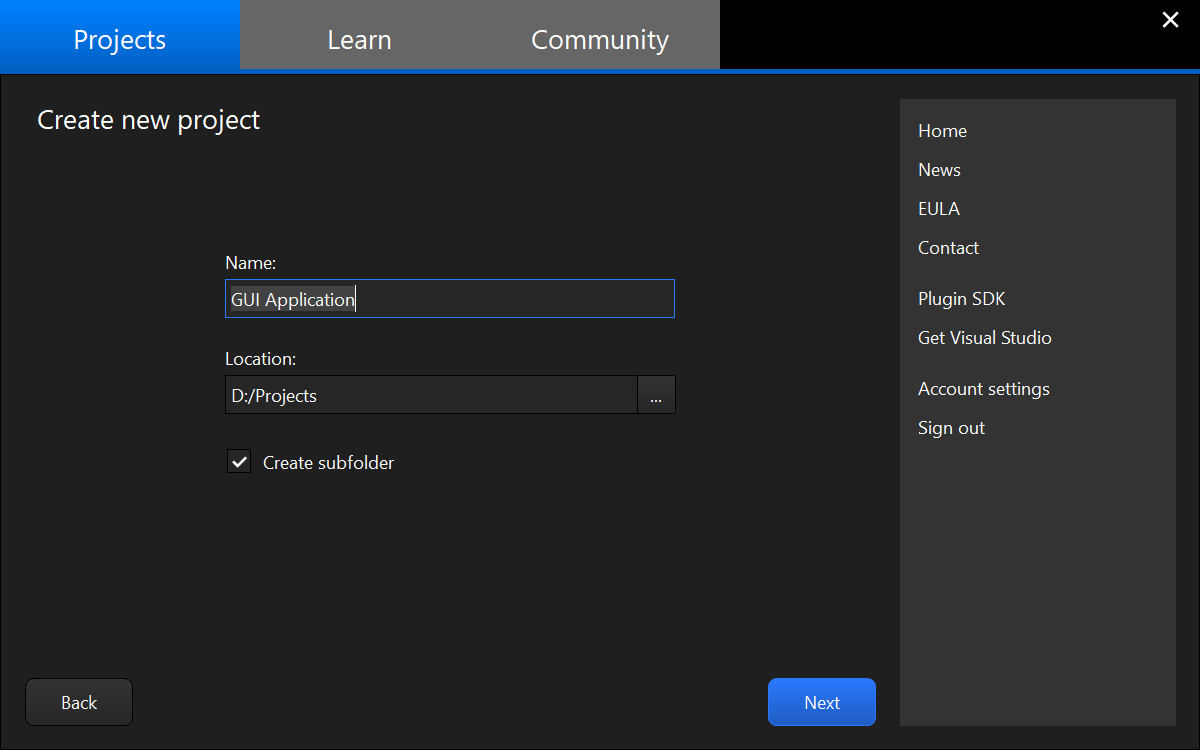 Projects
Learn
Community
Create new project
Name:
GUI Application
Location:
D:/Projects
...
Create subfolder
Back
Next
Home
News
EULA
Contact
Plugin SDK
Get Visual Studio
Account settings
Sign out